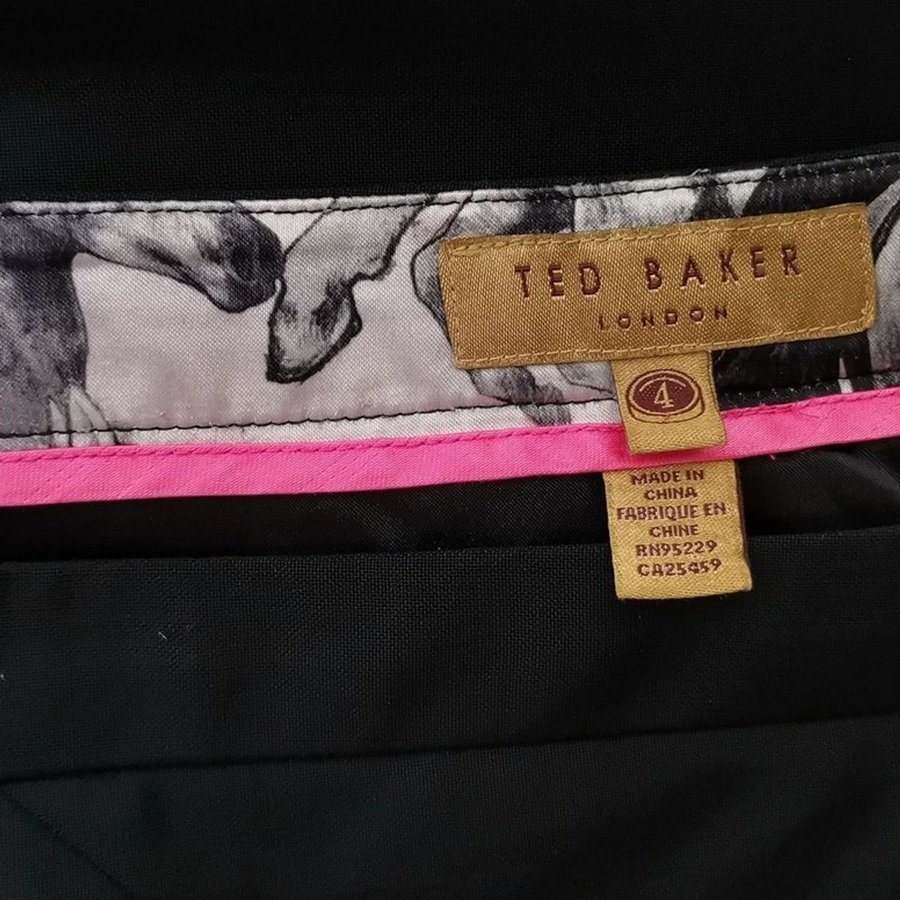 TED BAKER
LONDON
4
MADE IN
CHINA
FABRIQUE EN
CHINE
RN95229
CA25459